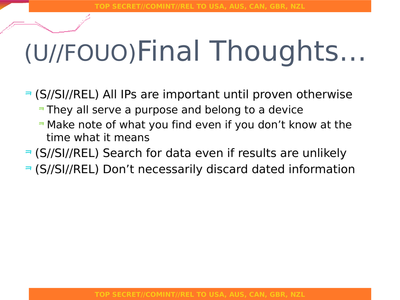 TOP SECRET//COMINT//REL TO USA, AUS, CAN, GBR, NZL
(U//FOUO)Final Thoughts…
(S//SI//REL) All IPs are important until proven otherwise
They all serve a purpose and belong to a device
Make note of what you find even if you don’t know at the
time what it means
(S//SI//REL) Search for data even if results are unlikely
(S//SI//REL) Don’t necessarily discard dated information
TOP SECRET//COMINT//REL TO USA, AUS, CAN, GBR, NZL